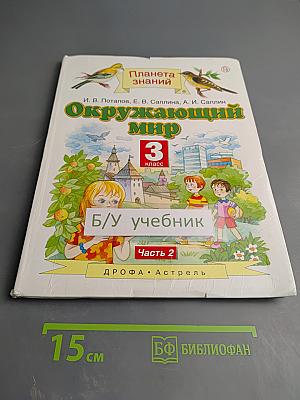 Планета
знаний
И. В. Потапов, Е. В. Саплина, А. И. Саплин
Окружающий
мир
3
класс
Б/У учебник
Часть 2
ДРОФА • Астрель
15 см
БФ БИБЛИОФАН